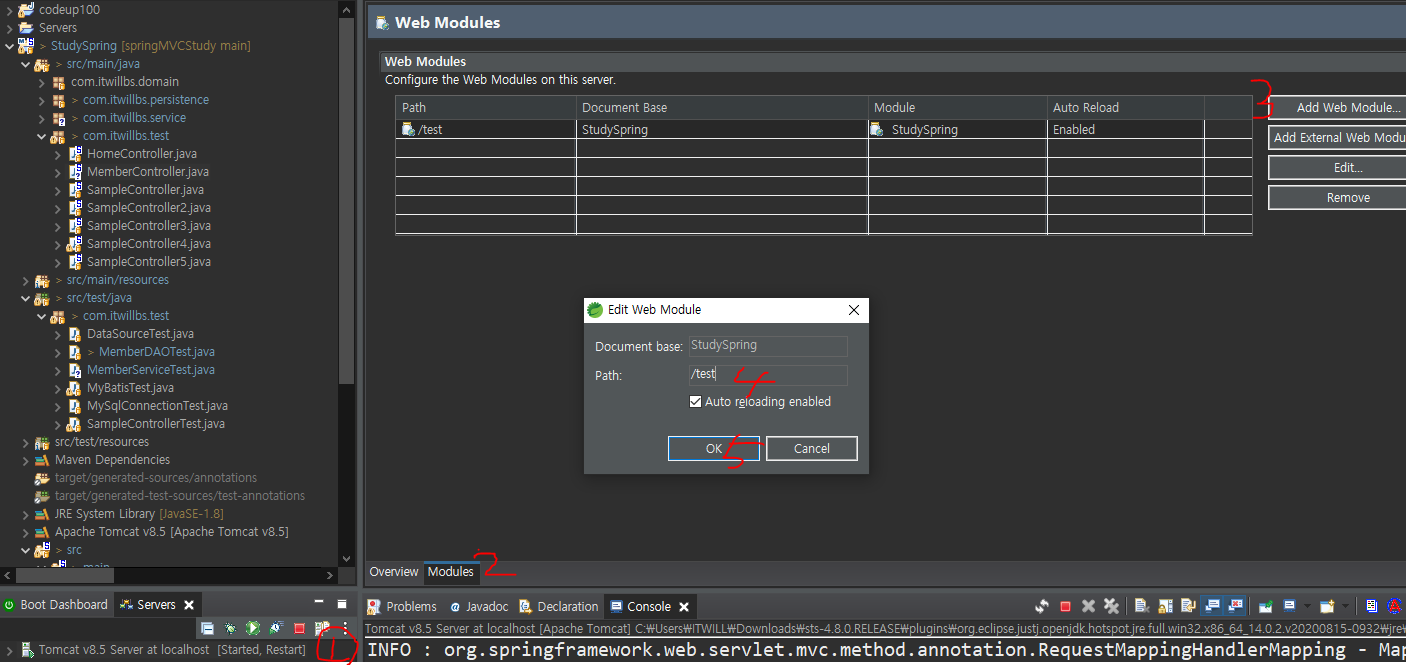 codeup100
Servers
> StudySpring [springMVCStudy main]
> src/main/java
com.itwillbs.domain
> com.itwillbs.persistence
> com.itwillbs.service
> com.itwillbs.test
HomeController.java
MemberController.java
SampleController.java
SampleController2.java
SampleController3.java
SampleController4.java
SampleController5.java
> src/main/resources
> src/test/java
> com.itwillbs.test
DataSourceTest.java
> MemberDAOTest.java
MemberServiceTest.java
MyBatisTest.java
MySqlConnectionTest.java
SampleControllerTest.java
src/test/resources
Maven Dependencies
target/generated-sources/annotations
target/generated-test-sources/test-annotations
JRE System Library [JavaSE-1.8]
Apache Tomcat v8.5 [Apache Tomcat v8.5]
> src
> main
Boot Dashboard Servers
Tomcat v8.5 Server at localhost [Started, Restart] 1
Web Modules
Web Modules
Configure the Web Modules on this server.
Path Document Base Module Auto Reload
/test StudySpring StudySpring Enabled
3
Add Web Module...
Add External Web Modu
Edit...
Remove
Edit Web Module
Document base: StudySpring
Path: /test 4
Auto reloading enabled
OK 5 Cancel
Overview Modules 2
Problems Javadoc Declaration Console
Tomcat v8.5 Server at localhost [Apache Tomcat] C:₩Users₩ITWILL₩Downloads₩sts-4.8.0.RELEASE₩plugins₩org.eclipse.justj.openjdk.hotspot.jre.full.win32.x86_64_14.0.2.v20200815-0932₩jre₩
INFO : org.springframework.web.servlet.mvc.method.annotation.RequestMappingHandlerMapping - Map